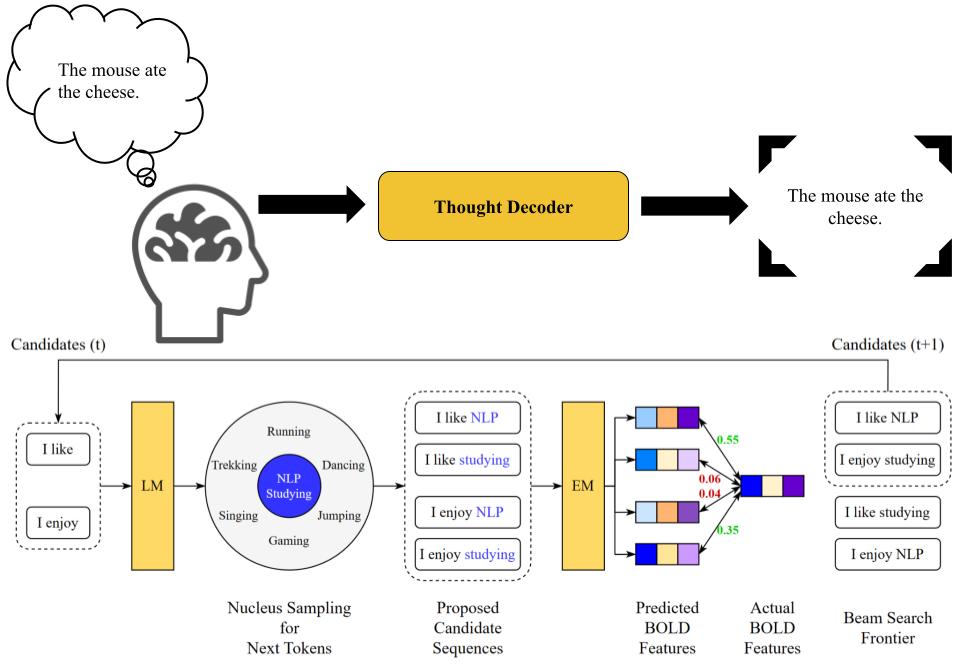 The mouse ate
the cheese.
Thought Decoder
The mouse ate the
cheese.
Candidates (t)
Candidates (t+1)
I like
I enjoy
LM
Running
Trekking
Dancing
NLP
Studying
Singing
Jumping
Gaming
I like NLP
I like studying
I enjoy NLP
I enjoy studying
EM
0.55
0.06
0.04
0.35
I like NLP
I enjoy studying
I like studying
I enjoy NLP
Nucleus Sampling
for
Next Tokens
Proposed
Candidate
Sequences
Predicted
BOLD
Features
Actual
BOLD
Features
Beam Search
Frontier